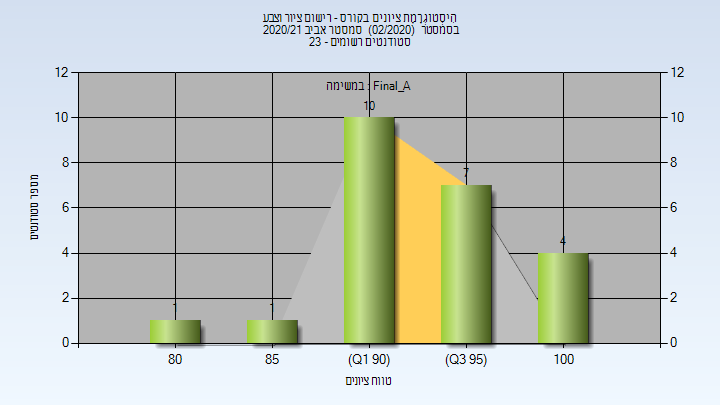 היסטוגרמת ציונים בקורס - רישום ציור וצבע
בסמסטר (02/2020) סמסטר אביב 2020/21
סטודנטים רשומים - 23
במשימה : Final_A
12 12
10 10 10
8 8
7
6 6
4 4 4
2 2
1 1
0 0
80 85 (Q1 90) (Q3 95) 100
טווח ציונים
מספר סטודנטים